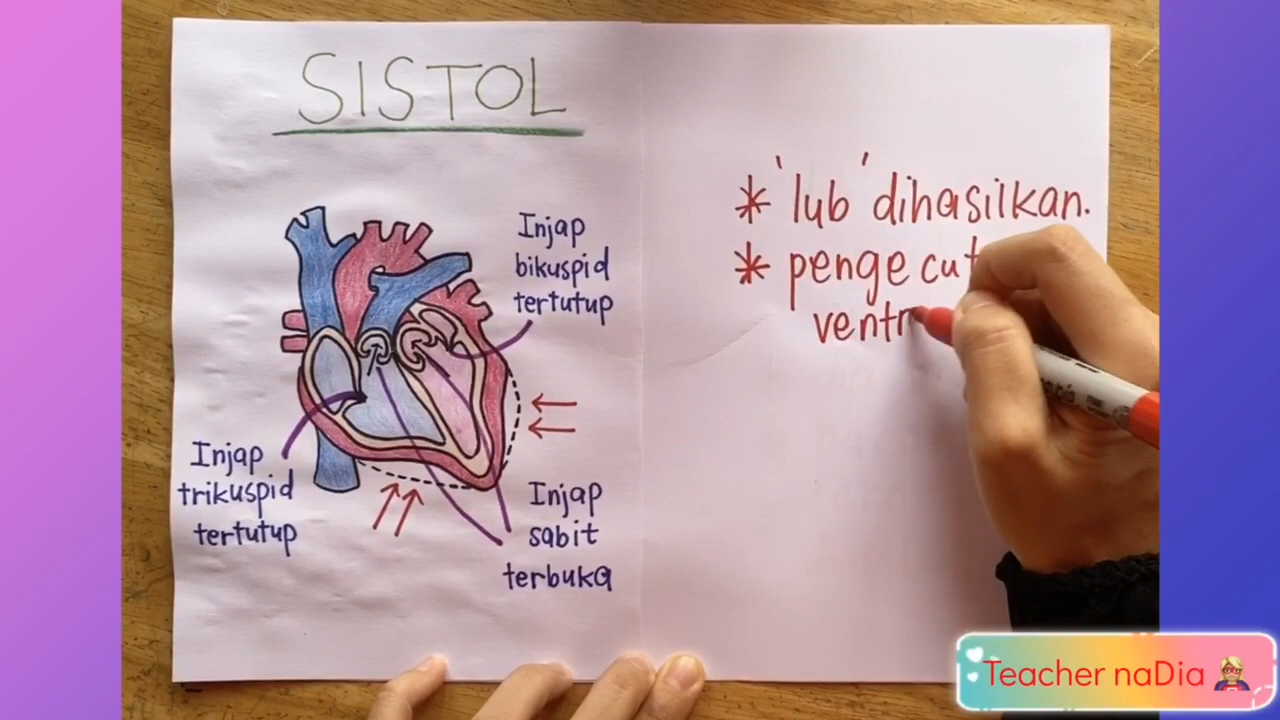 SISTOL
Injap
bikuspid
tertutup
Injap
trikuspid
tertutup
Injap
sabit
terbuka
* 'lub' dihasilkan.
* pengecut
ventr
Teacher naDia